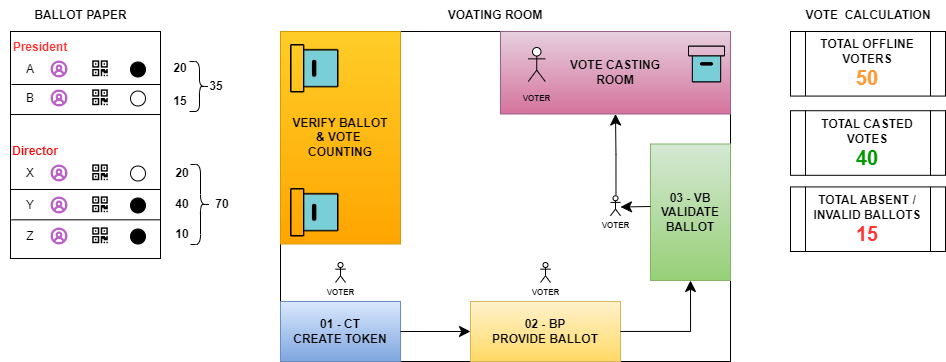 BALLOT PAPER
President
A
20
B
15
35
Director
X
20
Y
40
Z
10
70
VOATING ROOM
VERIFY BALLOT
& VOTE
COUNTING
VOTE CASTING
ROOM
VOTER
03 - VB
VALIDATE
BALLOT
VOTER
VOTER
VOTER
01 - CT
CREATE TOKEN
02 - BP
PROVIDE BALLOT
VOTE CALCULATION
TOTAL OFFLINE
VOTERS
50
TOTAL CASTED
VOTES
40
TOTAL ABSENT /
INVALID BALLOTS
15